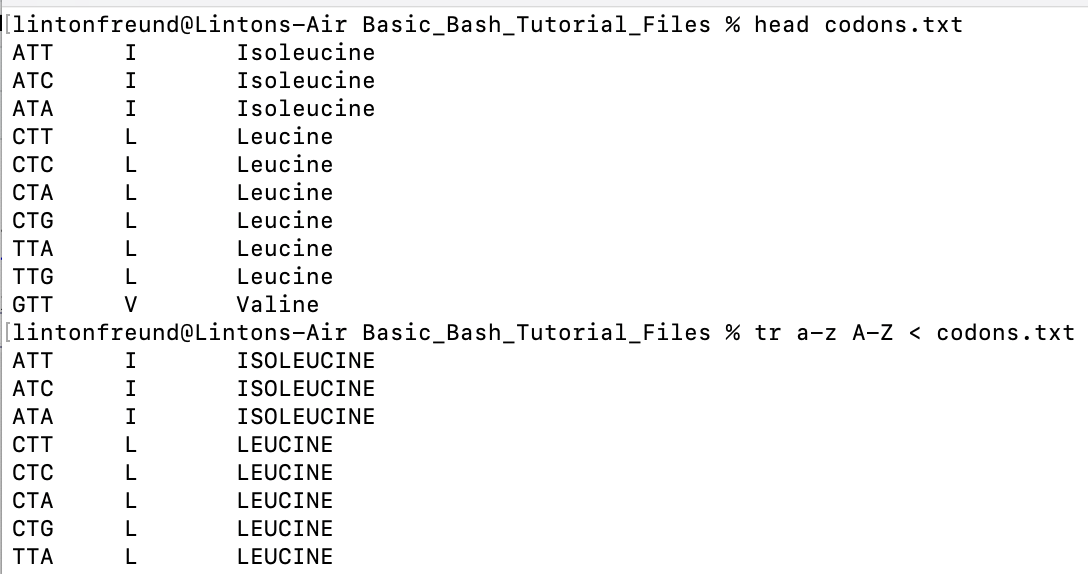 [lintonfreund@Lintons-Air Basic_Bash_Tutorial_Files % head codons.txt
ATT I Isoleucine
ATC I Isoleucine
ATA I Isoleucine
CTT L Leucine
CTC L Leucine
CTA L Leucine
CTG L Leucine
TTA L Leucine
TTG L Leucine
GTT V Valine
[lintonfreund@Lintons-Air Basic_Bash_Tutorial_Files % tr a-z A-Z < codons.txt
ATT I ISOLEUCINE
ATC I ISOLEUCINE
ATA I ISOLEUCINE
CTT L LEUCINE
CTC L LEUCINE
CTA L LEUCINE
CTG L LEUCINE
TTA L LEUCINE